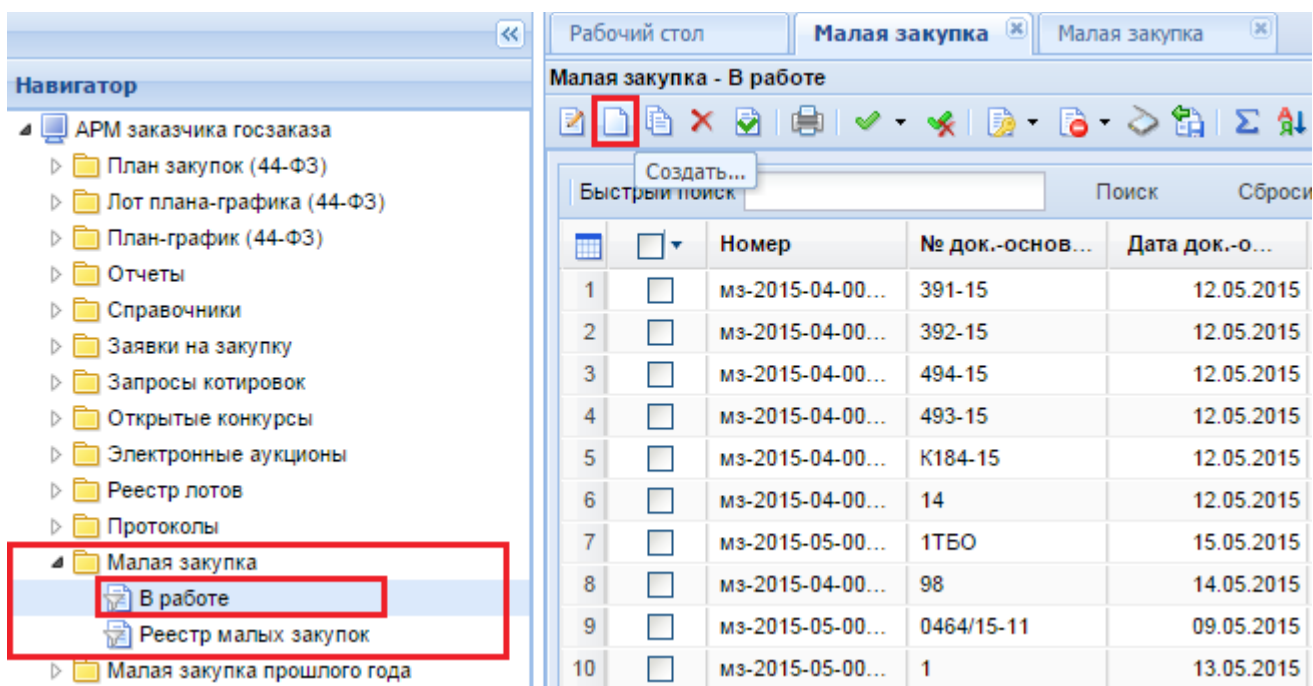 Навигатор
АРМ заказчика госзаказа
План закупок (44-ФЗ)
Лот плана-графика (44-ФЗ)
План-график (44-ФЗ)
Отчеты
Справочники
Заявки на закупку
Запросы котировок
Открытые конкурсы
Электронные аукционы
Реестр лотов
Протоколы
Малая закупка
В работе
Реестр малых закупок
Малая закупка прошлого года
Рабочий стол Малая закупка Малая закупка
Малая закупка - В работе
Создать...
Быстрый поиск Поиск Сброси
Номер № док.-основ... Дата док.-о...
1 мз-2015-04-00... 391-15 12.05.2015
2 мз-2015-04-00... 392-15 12.05.2015
3 мз-2015-04-00... 494-15 12.05.2015
4 мз-2015-04-00... 493-15 12.05.2015
5 мз-2015-04-00... К184-15 12.05.2015
6 мз-2015-04-00... 14 12.05.2015
7 мз-2015-05-00... 1ТБО 15.05.2015
8 мз-2015-04-00... 98 14.05.2015
9 мз-2015-05-00... 0464/15-11 09.05.2015
10 мз-2015-05-00... 1 13.05.2015